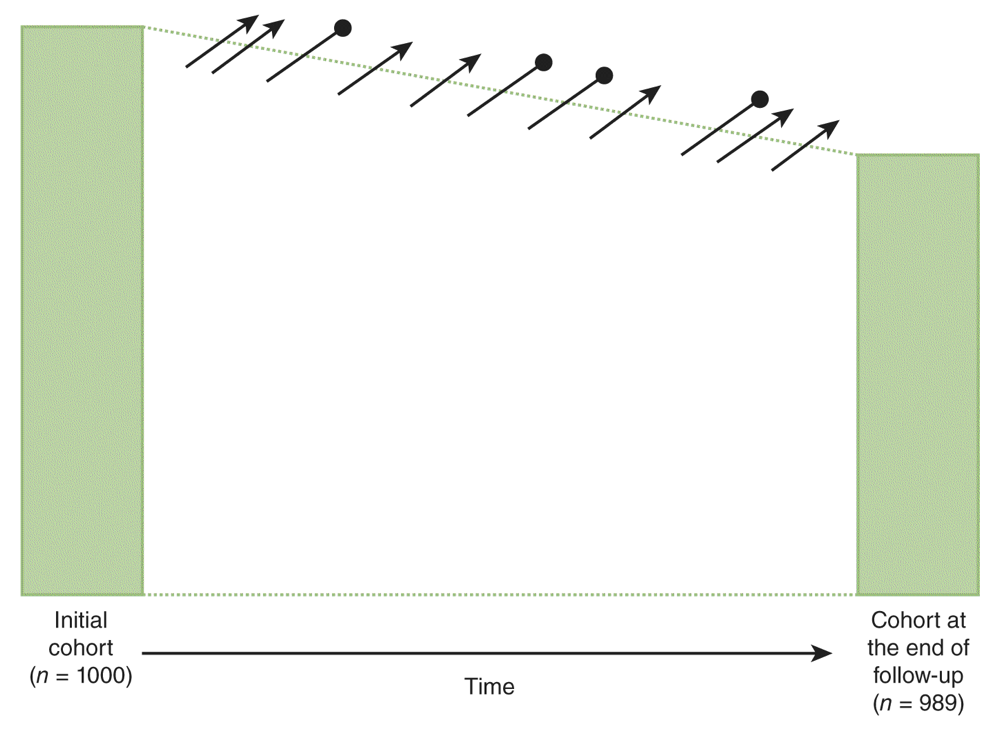 Initial
cohort
(n = 1000)
Time
Cohort at
the end of
follow-up
(n = 989)